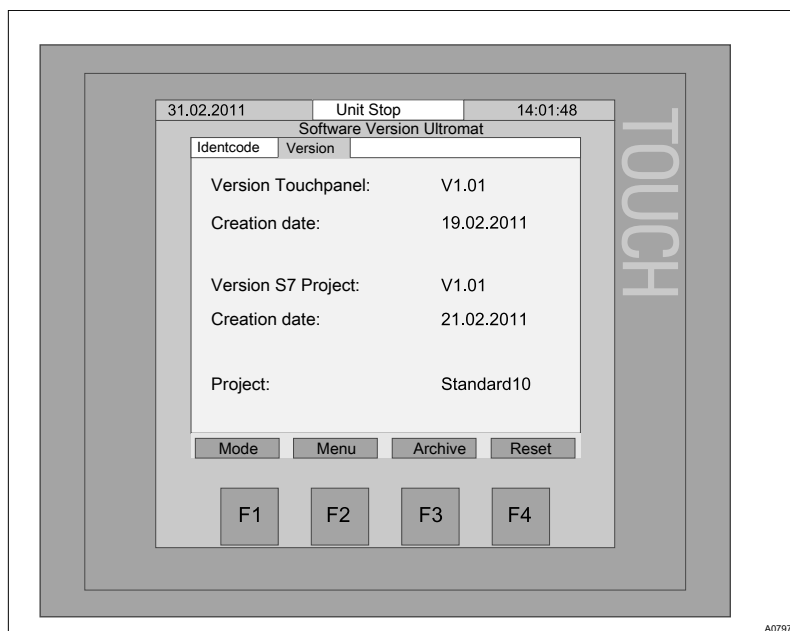 31.02.2011 Unit Stop 14:01:48
Software Version Ultromat
Identcode Version
Version Touchpanel: V1.01
Creation date: 19.02.2011
Version S7 Project: V1.01
Creation date: 21.02.2011
Project: Standard10
Mode Menu Archive Reset
F1 F2 F3 F4
TOUCH
A0797